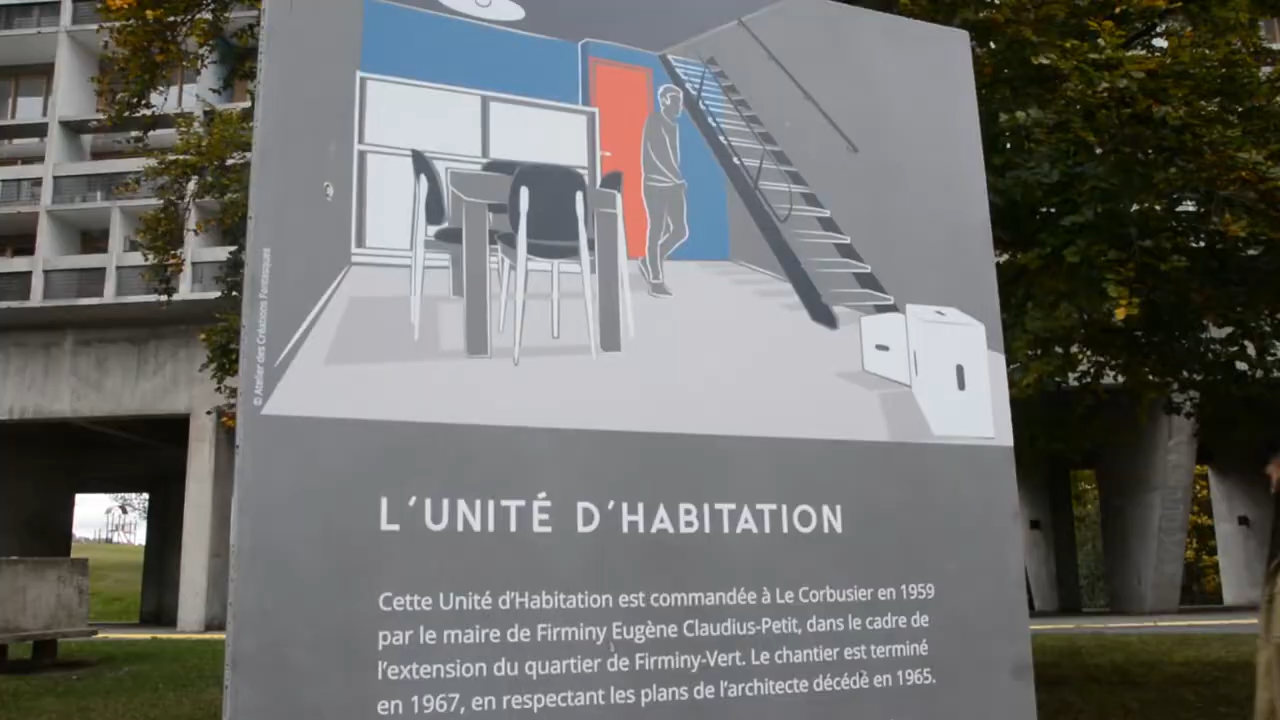 © Atelier des Créations Fantasques
L'UNITÉ D'HABITATION
Cette Unité d'Habitation est commandée à Le Corbusier en 1959
par le maire de Firminy Eugène Claudius-Petit, dans le cadre de
l'extension du quartier de Firminy-Vert. Le chantier est terminé
en 1967, en respectant les plans de l'architecte décédè en 1965.